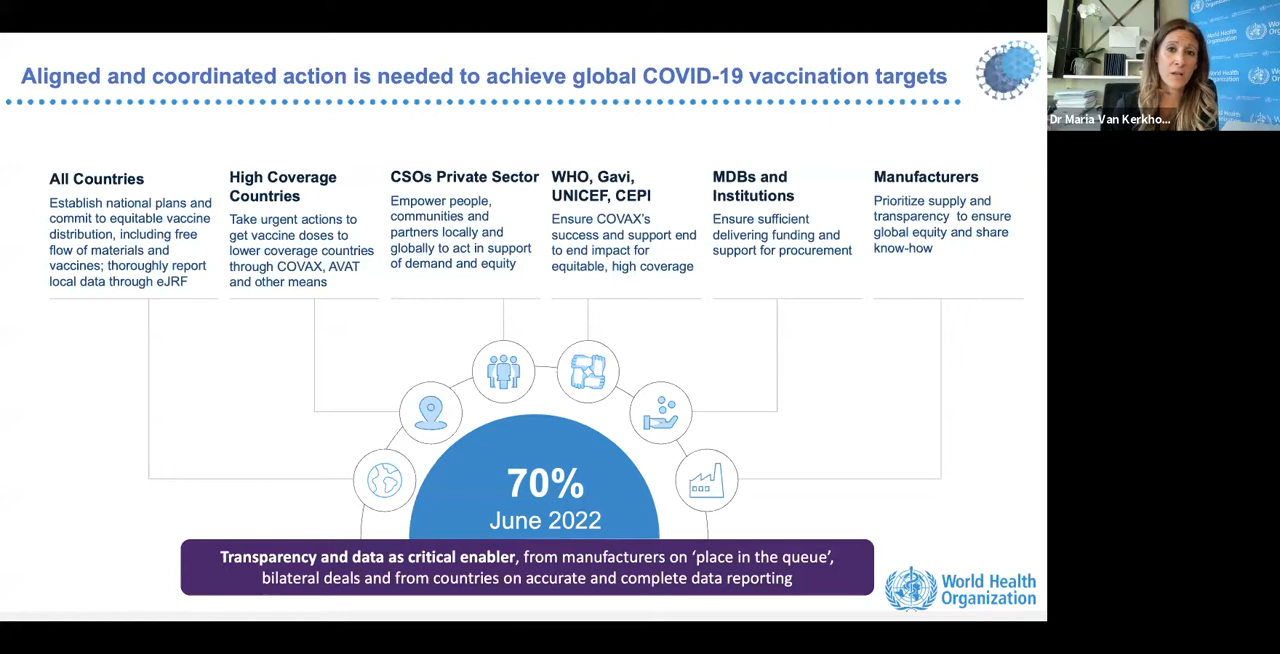 Aligned and coordinated action is needed to achieve global COVID-19 vaccination targets
All Countries
Establish national plans and
commit to equitable vaccine
distribution, including free
flow of materials and
vaccines; thoroughly report
local data through eJRF
High Coverage
Countries
Take urgent actions to
get vaccine doses to
lower coverage countries
through COVAX, AVAT
and other means
CSOs Private Sector
Empower people,
communities and
partners locally and
globally to act in support
of demand and equity
WHO, Gavi,
UNICEF, CEPI
Ensure COVAX's
success and support end
to end impact for
equitable, high coverage
MDBs and
Institutions
Ensure sufficient
delivering funding and
support for procurement
Manufacturers
Prioritize supply and
transparency to ensure
global equity and share
know-how
70%
June 2022
Transparency and data as critical enabler, from manufacturers on ‘place in the queue’,
bilateral deals and from countries on accurate and complete data reporting
World Health
Organization
Dr Maria Van Kerkho...
World Health
Organization